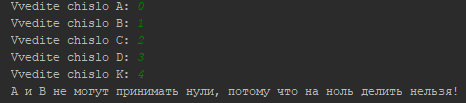 Vvedite chislo A: 0
Vvedite chislo B: 1
Vvedite chislo C: 2
Vvedite chislo D: 3
Vvedite chislo K: 4
А и В не могут принимать нули, потому что на ноль делить нельзя!